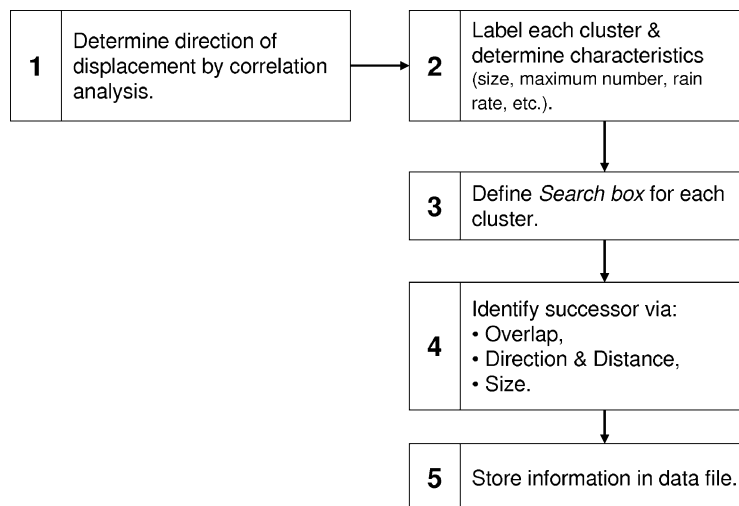 1
Determine direction of
displacement by correlation
analysis.
2
Label each cluster &
determine characteristics
(size, maximum number, rain
rate, etc.).
3
Define Search box for each
cluster.
4
Identify successor via:
• Overlap,
• Direction & Distance,
• Size.
5
Store information in data file.